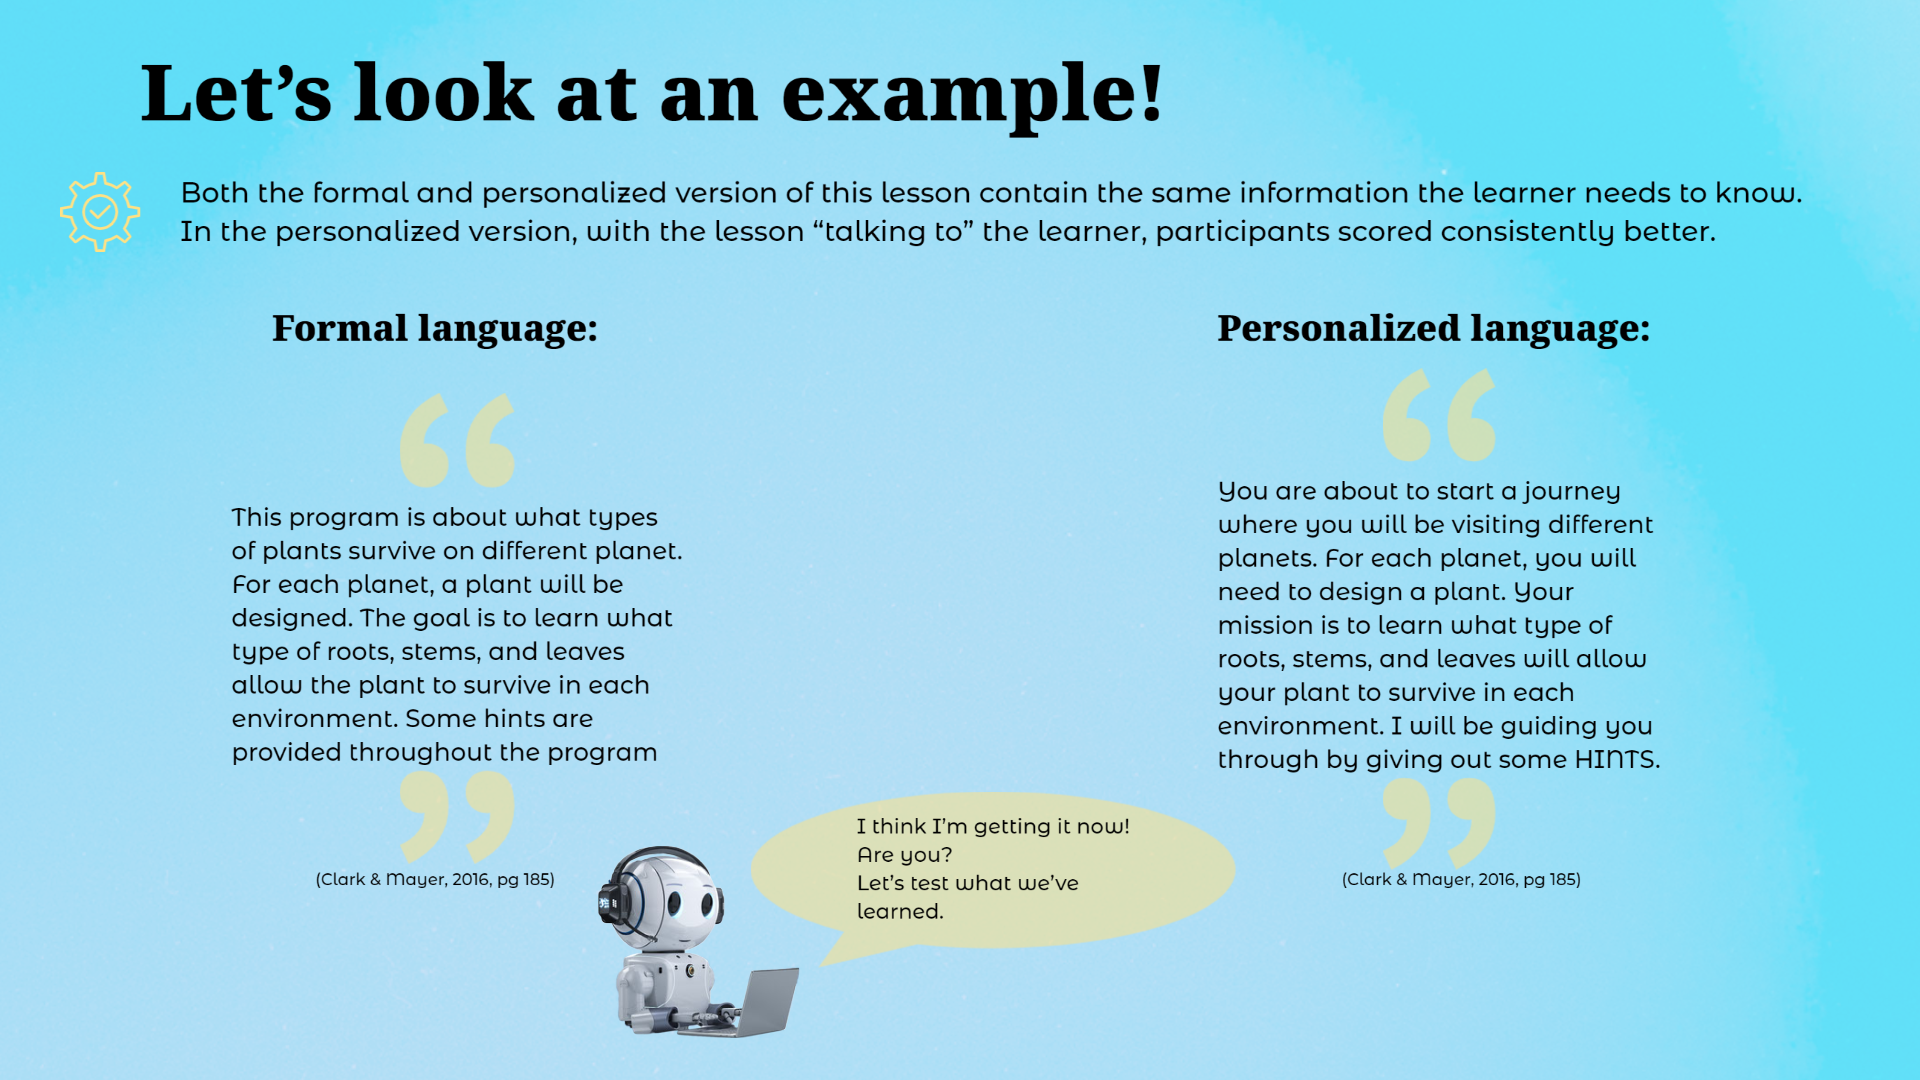 Let’s look at an example!
Both the formal and personalized version of this lesson contain the same information the learner needs to know.
In the personalized version, with the lesson “talking to” the learner, participants scored consistently better.
Formal language:
“
This program is about what types
of plants survive on different planet.
For each planet, a plant will be
designed. The goal is to learn what
type of roots, stems, and leaves
allow the plant to survive in each
environment. Some hints are
provided throughout the program
”
(Clark & Mayer, 2016, pg 185)
Personalized language:
“
You are about to start a journey
where you will be visiting different
planets. For each planet, you will
need to design a plant. Your
mission is to learn what type of
roots, stems, and leaves will allow
your plant to survive in each
environment. I will be guiding you
through by giving out some HINTS.
”
(Clark & Mayer, 2016, pg 185)
I think I’m getting it now!
Are you?
Let’s test what we’ve
learned.